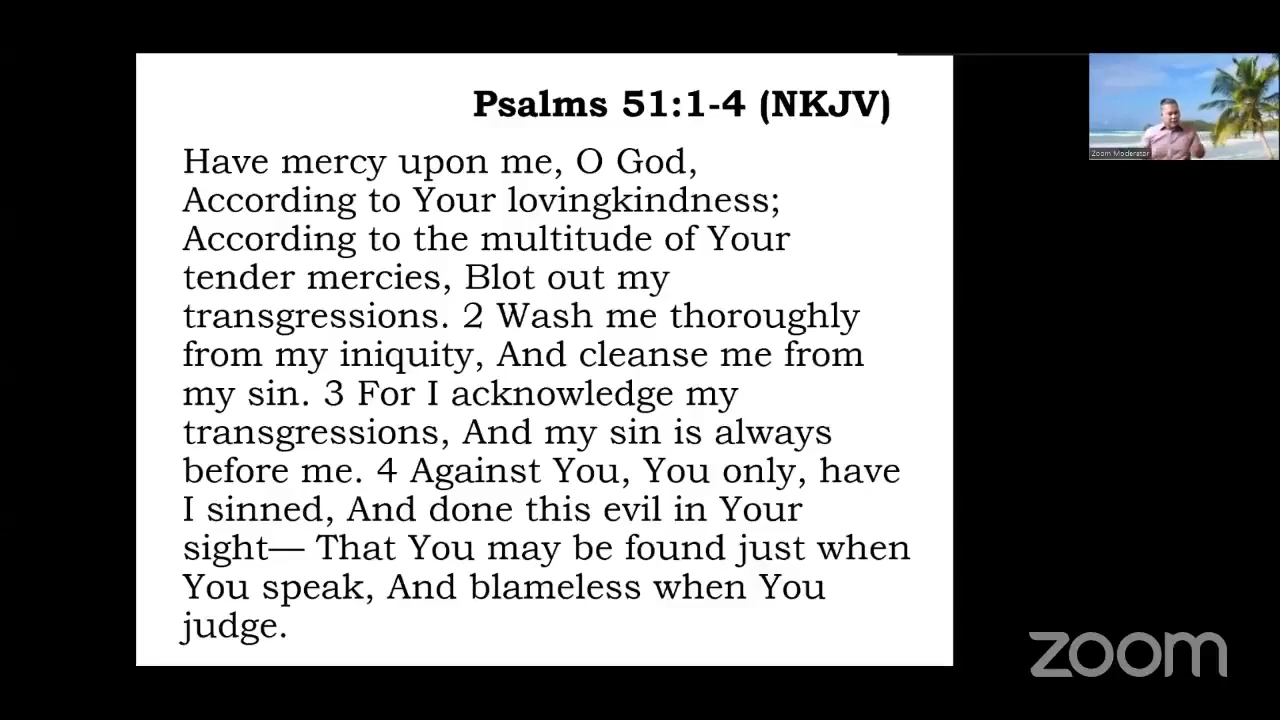 Psalms 51:1-4 (NKJV)
Have mercy upon me, O God,
According to Your lovingkindness;
According to the multitude of Your
tender mercies, Blot out my
transgressions. 2 Wash me thoroughly
from my iniquity, And cleanse me from
my sin. 3 For I acknowledge my
transgressions, And my sin is always
before me. 4 Against You, You only, have
I sinned, And done this evil in Your
sight— That You may be found just when
You speak, And blameless when You
judge.
Zoom Moderator
zoom